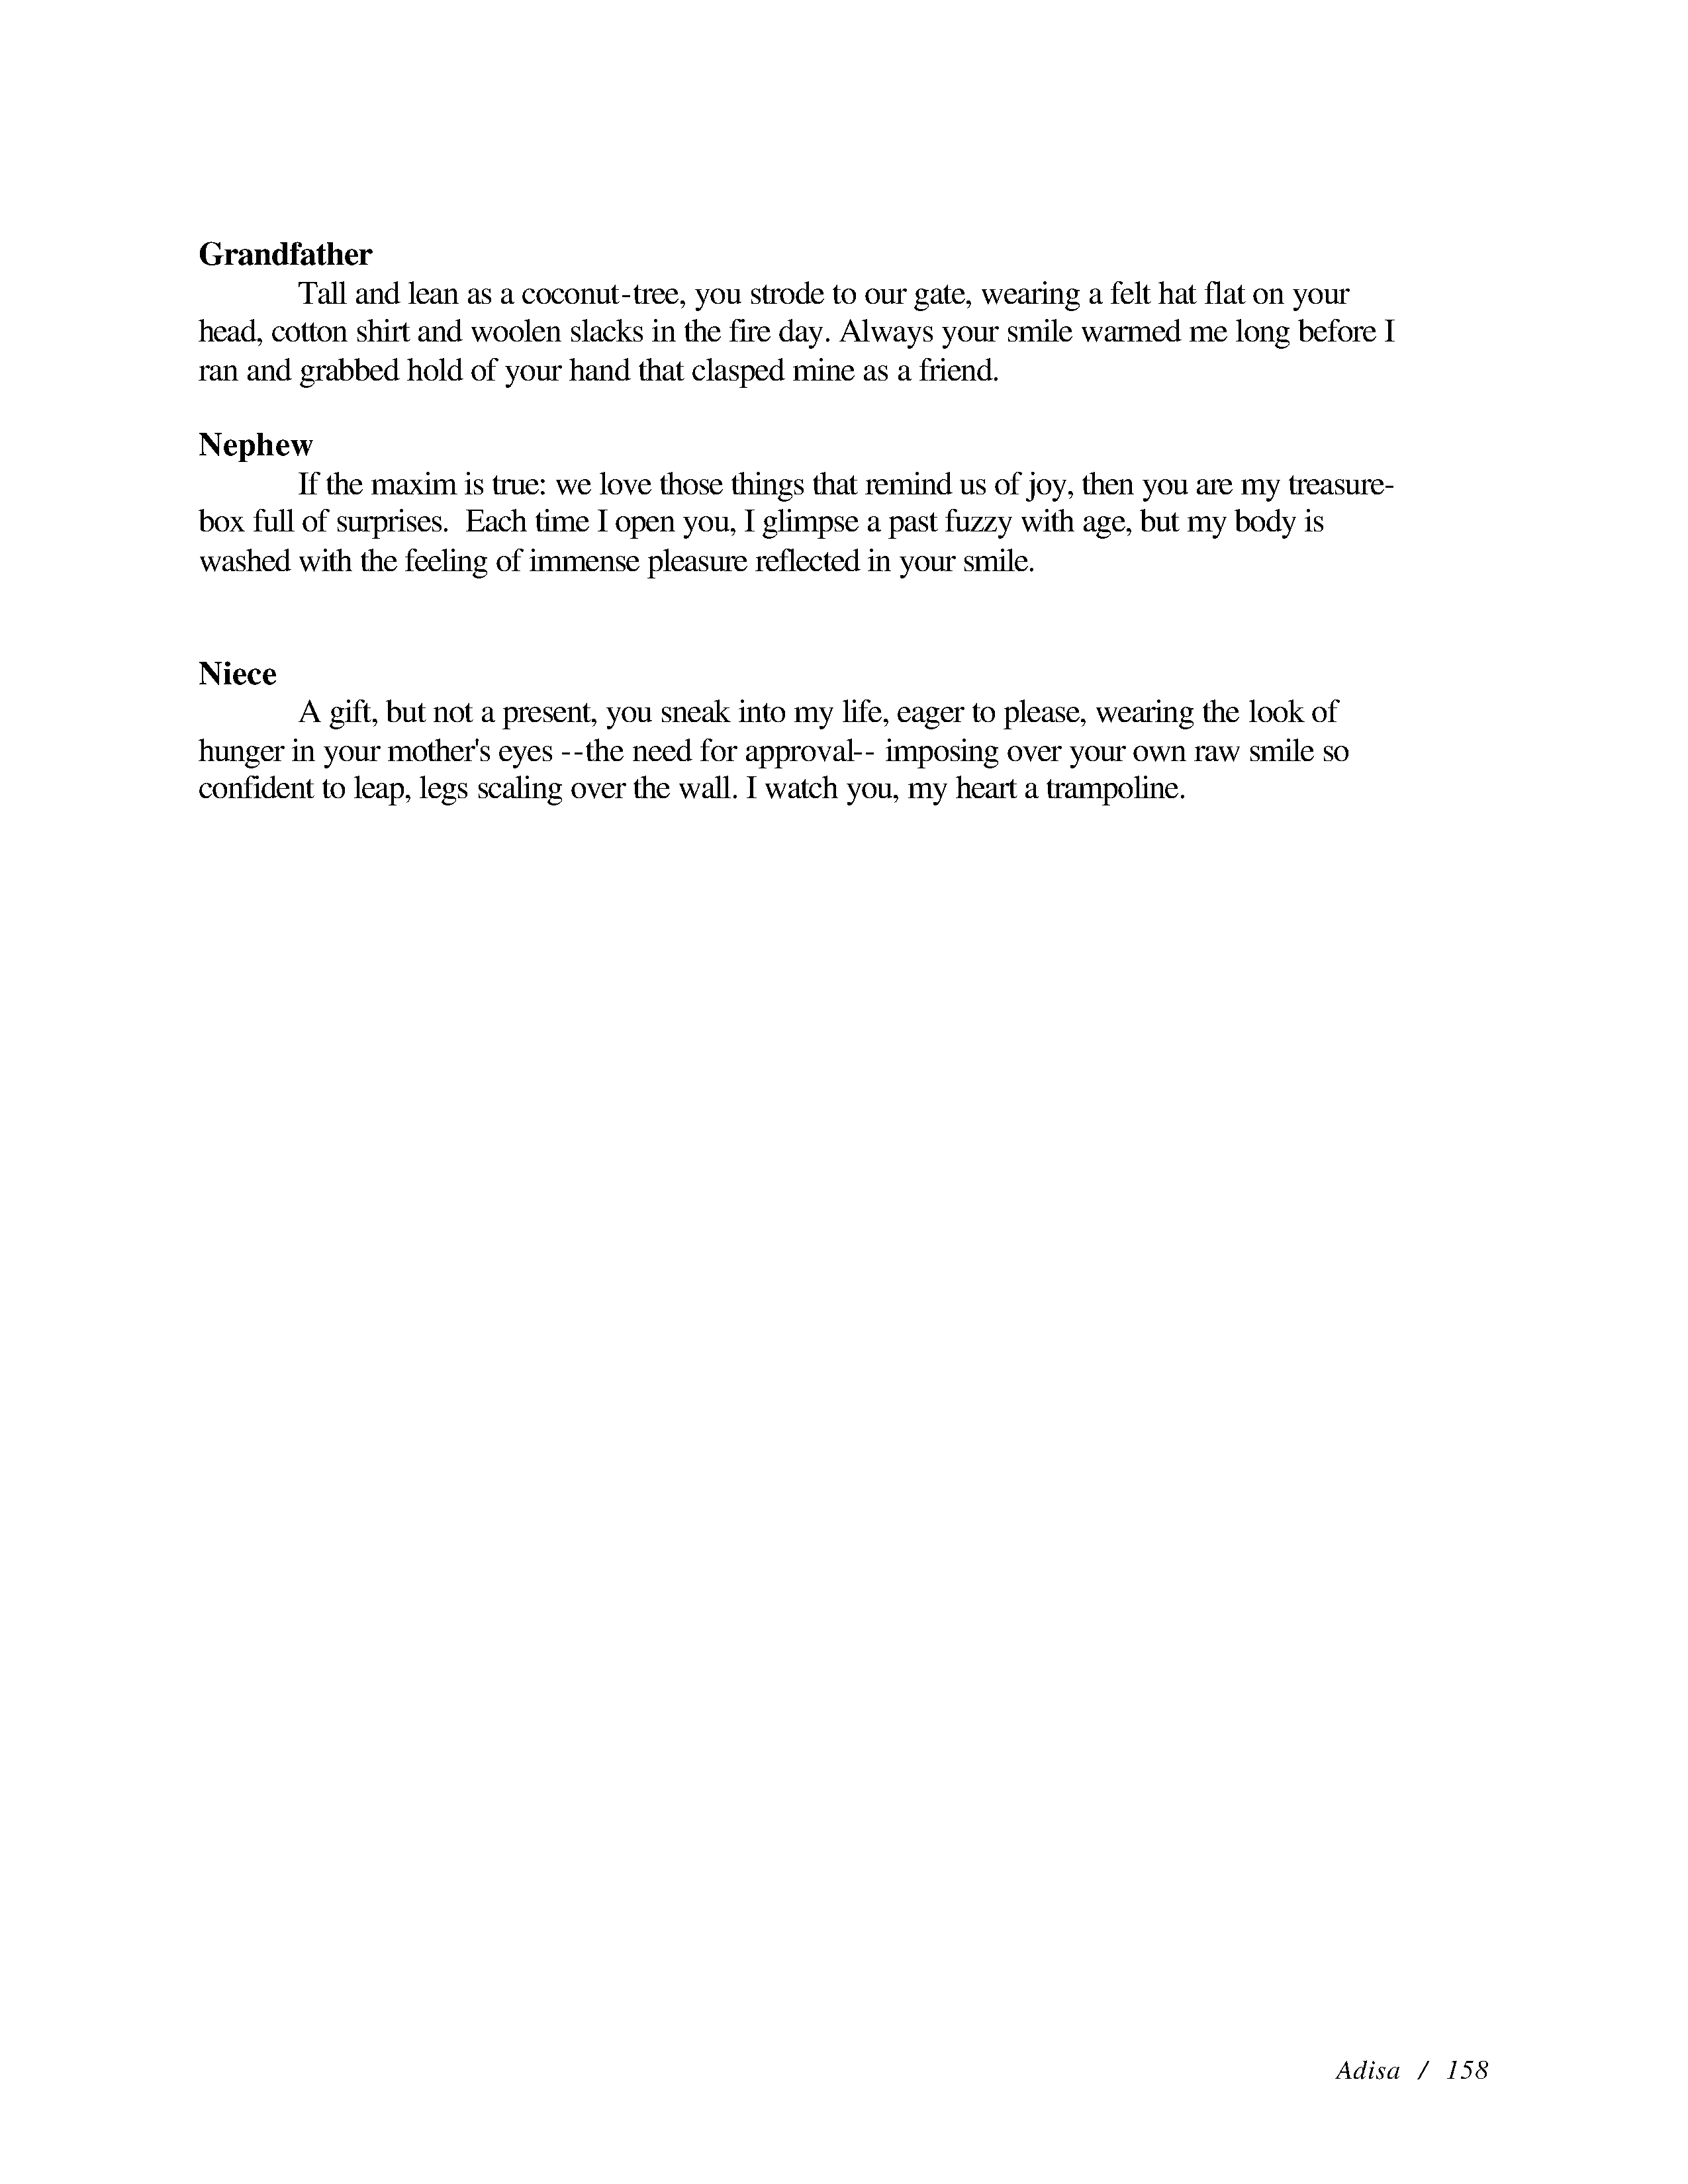 Grandfather
Tall and lean as a coconut-tree, you strode to our gate, wearing a felt hat flat on your
head, cotton shirt and woolen slacks in the fire day. Always your smile warmed me long before I
ran and grabbed hold of your hand that clasped mine as a friend.
Nephew
If the maxim is true: we love those things that remind us of joy, then you are my treasure-
box full of surprises.  Each time I open you, I glimpse a past fuzzy with age, but my body is
washed with the feeling of immense pleasure reflected in your smile.
Niece
A gift, but not a present, you sneak into my life, eager to please, wearing the look of
hunger in your mother's eyes --the need for approval-- imposing over your own raw smile so
confident to leap, legs scaling over the wall. I watch you, my heart a trampoline.
Adisa / 158